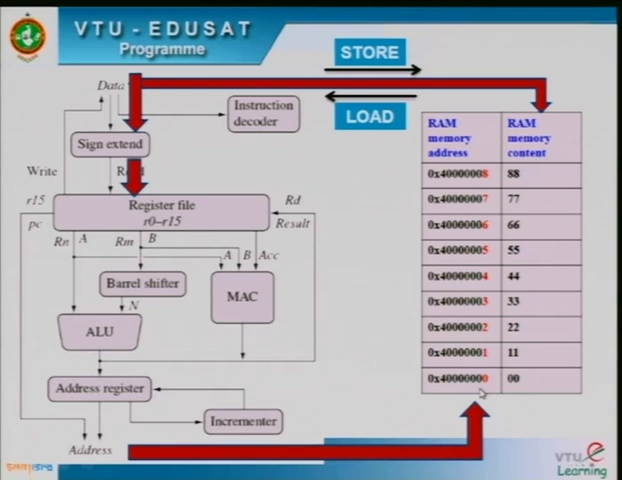 VTU - EDUSAT
Programme
STORE
LOAD
Data
Instruction
decoder
Sign extend
Write
Read
r15
pc
Register file
r0–r15
Rd
Result
Rn
A
Rm
B
A
B
Acc
Barrel shifter
N
MAC
ALU
Address register
Incrementer
Address
RAM
memory
address
RAM
memory
content
0x40000008 88
0x40000007 77
0x40000006 66
0x40000005 55
0x40000004 44
0x40000003 33
0x40000002 22
0x40000001 11
0x40000000 00
VTU
Learning